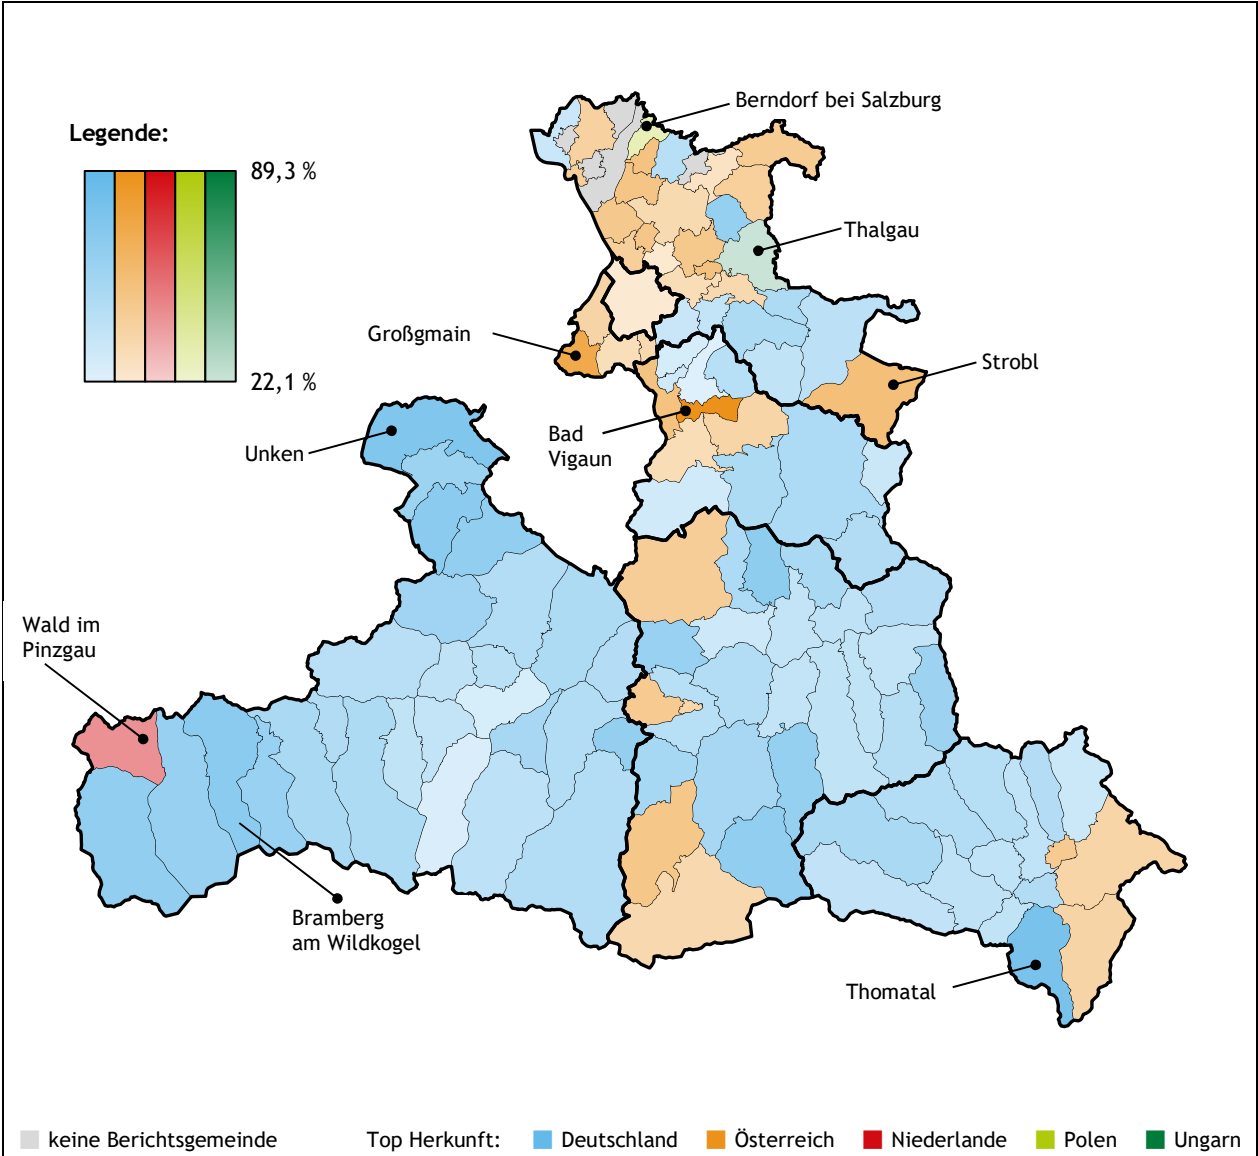 Berndorf bei Salzburg
Legende:
89,3 %
Thalgau
Großgmain
Strobl
22,1 %
Bad
Vigaun
Unken
Wald im
Pinzgau
Bramberg
am Wildkogel
Thomatal
keine Berichtsgemeinde Top Herkunft: Deutschland Österreich Niederlande Polen Ungarn